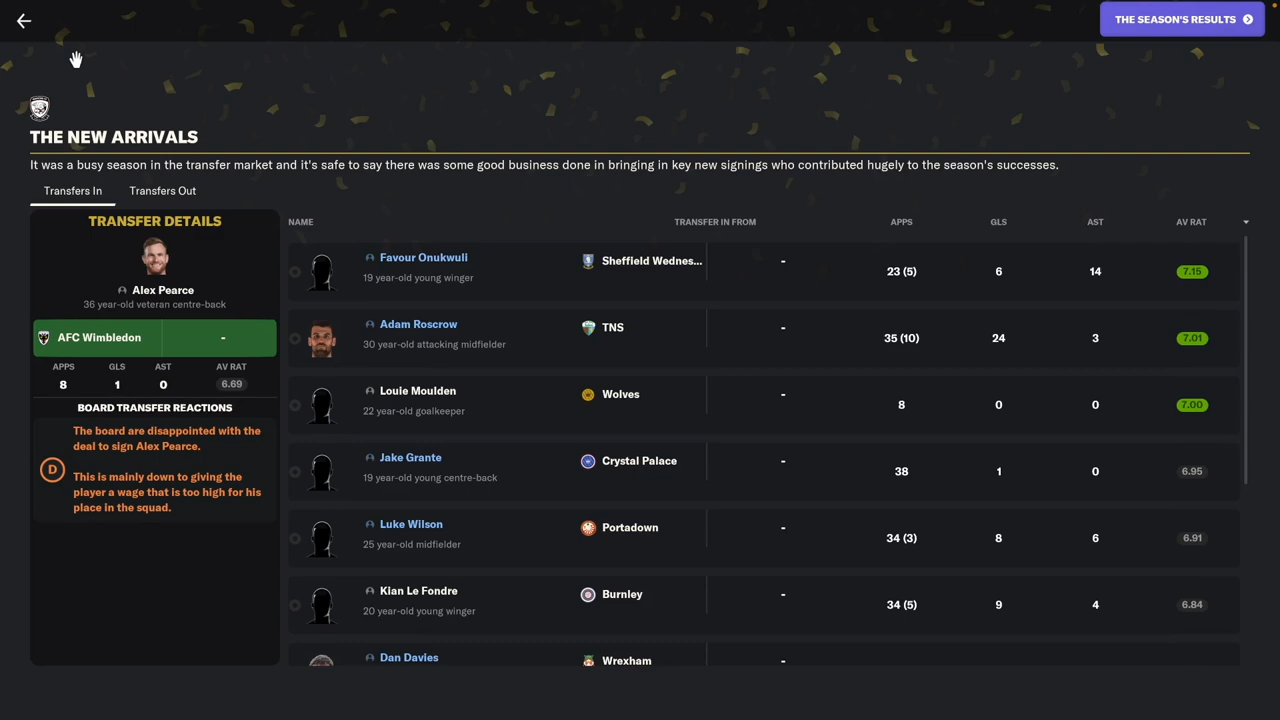 THE SEASON'S RESULTS
THE NEW ARRIVALS
It was a busy season in the transfer market and it's safe to say there was some good business done in bringing in key new signings who contributed hugely to the season's successes.
Transfers In Transfers Out
TRANSFER DETAILS
Alex Pearce
36 year-old veteran centre-back
AFC Wimbledon -
APPS GLS AST AV RAT
8 1 0 6.69
BOARD TRANSFER REACTIONS
D
The board are disappointed with the
deal to sign Alex Pearce.
This is mainly down to giving the
player a wage that is too high for his
place in the squad.
NAME TRANSFER IN FROM APPS GLS AST AV RAT
Favour Onukwuli Sheffield Wednes... - 23 (5) 6 14 7.15
19 year-old young winger
Adam Roscrow TNS - 35 (10) 24 3 7.01
30 year-old attacking midfielder
Louie Moulden Wolves - 8 0 0 7.00
22 year-old goalkeeper
Jake Grante Crystal Palace - 38 1 0 6.95
19 year-old young centre-back
Luke Wilson Portadown - 34 (3) 8 6 6.91
25 year-old midfielder
Kian Le Fondre Burnley - 34 (5) 9 4 6.84
20 year-old young winger
Dan Davies Wrexham -